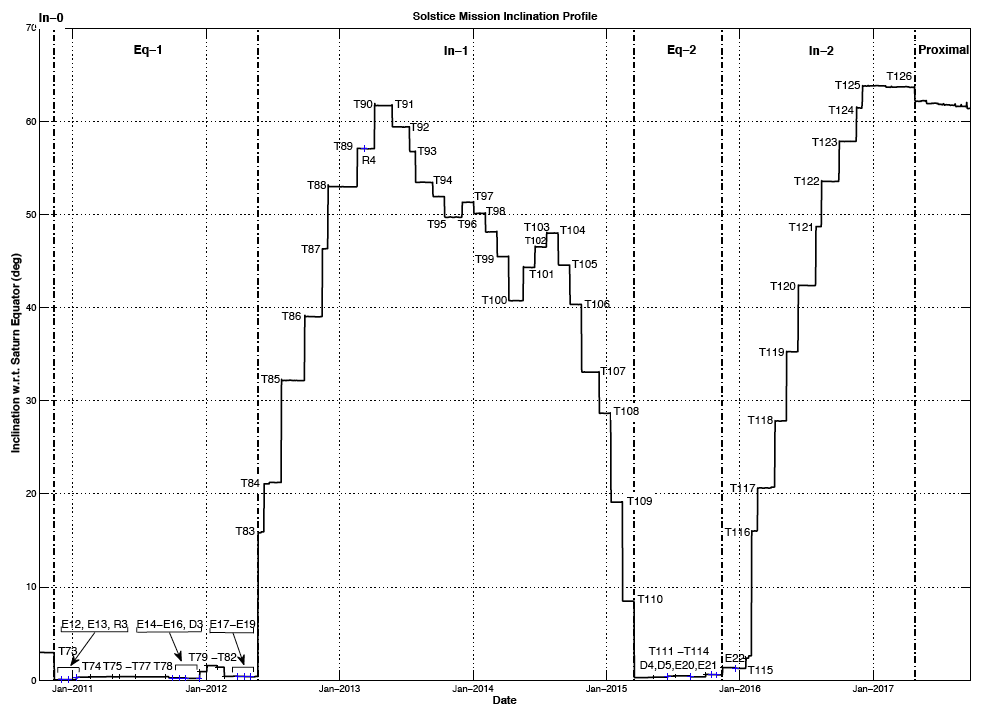 Solstice Mission Inclination Profile
In−0
Eq−1
In−1
Eq−2
In−2
Proximal
Inclination w.r.t. Saturn Equator (deg)
70
60
50
40
30
20
10
0
T73
E12, E13, R3
T74 T75 −T77 T78
E14−E16, D3
T79 −T82
E17−E19
T83
T84
T85
T86
T87
T88
T89
R4
T90
T91
T92
T93
T94
T95
T96
T97
T98
T99
T100
T101
T102
T103
T104
T105
T106
T107
T108
T109
T110
T111 −T114
D4,D5,E20,E21
E22
T115
T116
T117
T118
T119
T120
T121
T122
T123
T124
T125
T126
Jan−2011
Jan−2012
Jan−2013
Jan−2014
Jan−2015
Jan−2016
Jan−2017
Date